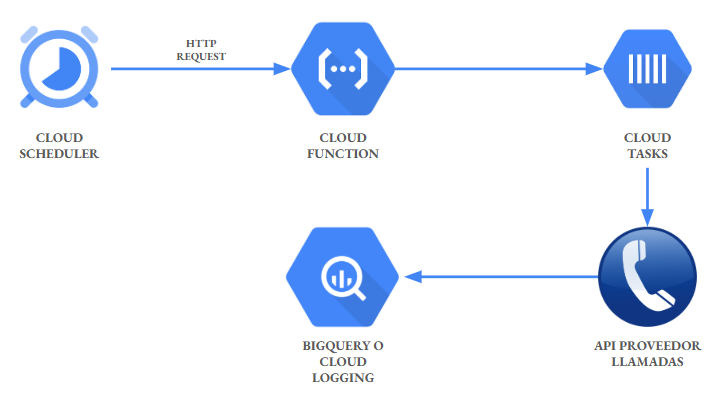 HTTP
REQUEST
CLOUD
SCHEDULER
CLOUD
FUNCTION
CLOUD
TASKS
BIGQUERY O
CLOUD
LOGGING
API PROVEEDOR
LLAMADAS